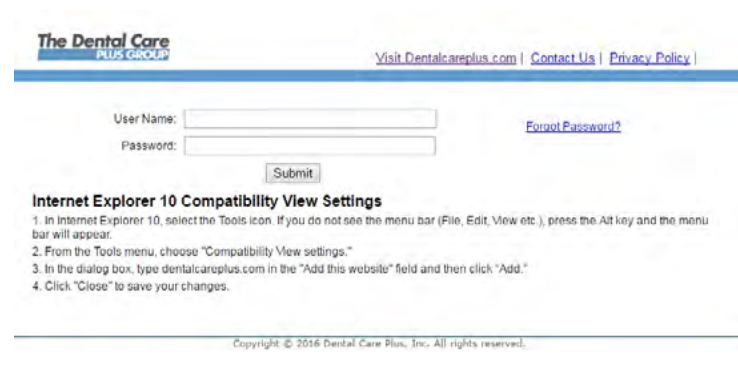 The Dental Care
PLUS GROUP
Visit Dentalcareplus.com | Contact Us | Privacy Policy |
User Name:
Forgot Password?
Password:
Submit
Internet Explorer 10 Compatibility View Settings
1. In Internet Explorer 10, select the Tools icon. If you do not see the menu bar (File, Edit, View etc.), press the Alt key and the menu
bar will appear.
2. From the Tools menu, choose "Compatibility View settings."
3. In the dialog box, type dentalcareplus.com in the "Add this website" field and then click "Add."
4. Click "Close" to save your changes.
Copyright © 2016 Dental Care Plus, Inc. All rights reserved.